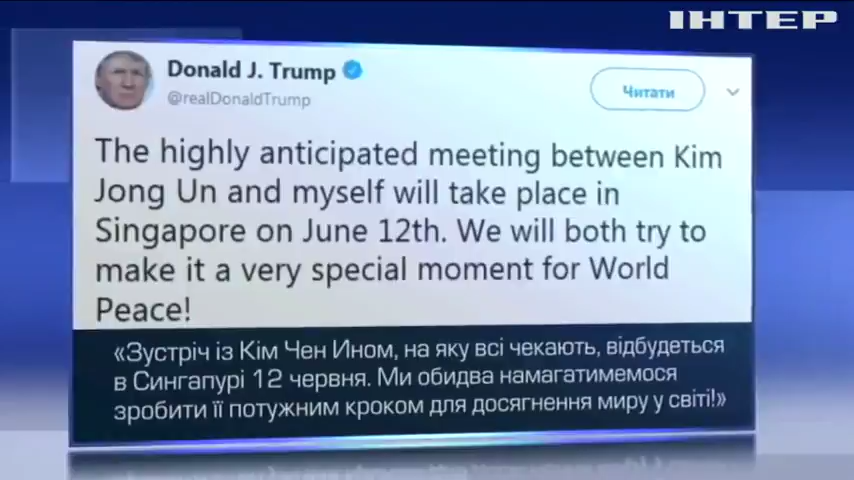 ІНТЕР
Donald J. Trump
@realDonaldTrump
Читати
The highly anticipated meeting between Kim
Jong Un and myself will take place in
Singapore on June 12th. We will both try to
make it a very special moment for World
Peace!
«Зустріч із Кім Чен Ином, на яку всі чекають, відбудеться
в Сингапурі 12 червня. Ми обидва намагатимемося
зробити її потужним кроком для досягнення миру у світі!»